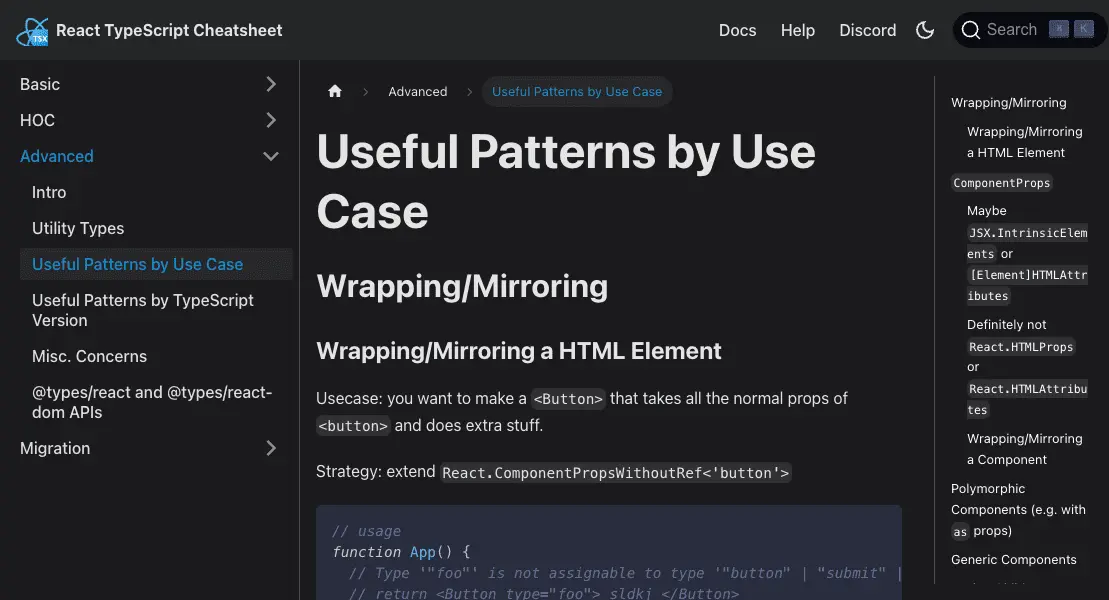 TSX React TypeScript Cheatsheet
Docs Help Discord Search ⌘ K
Basic
HOC
Advanced
Intro
Utility Types
Useful Patterns by Use Case
Useful Patterns by TypeScript
Version
Misc. Concerns
@types/react and @types/react-
dom APIs
Migration
Advanced
Useful Patterns by Use Case
Useful Patterns by Use
Case
Wrapping/Mirroring
Wrapping/Mirroring a HTML Element
Usecase: you want to make a <Button> that takes all the normal props of
<button> and does extra stuff.
Strategy: extend React.ComponentPropsWithoutRef<'button'>
// usage
function App() {
// Type '"foo"' is not assignable to type '"button" | "submit" |
// return <Button type="foo"> sldkj </Button>
Wrapping/Mirroring
Wrapping/Mirroring
a HTML Element
ComponentProps
Maybe
JSX.IntrinsicElem
ents or
[Element]HTMLAttr
ibutes
Definitely not
React.HTMLProps
or
React.HTMLAttribu
tes
Wrapping/Mirroring
a Component
Polymorphic
Components (e.g. with
as props)
Generic Components